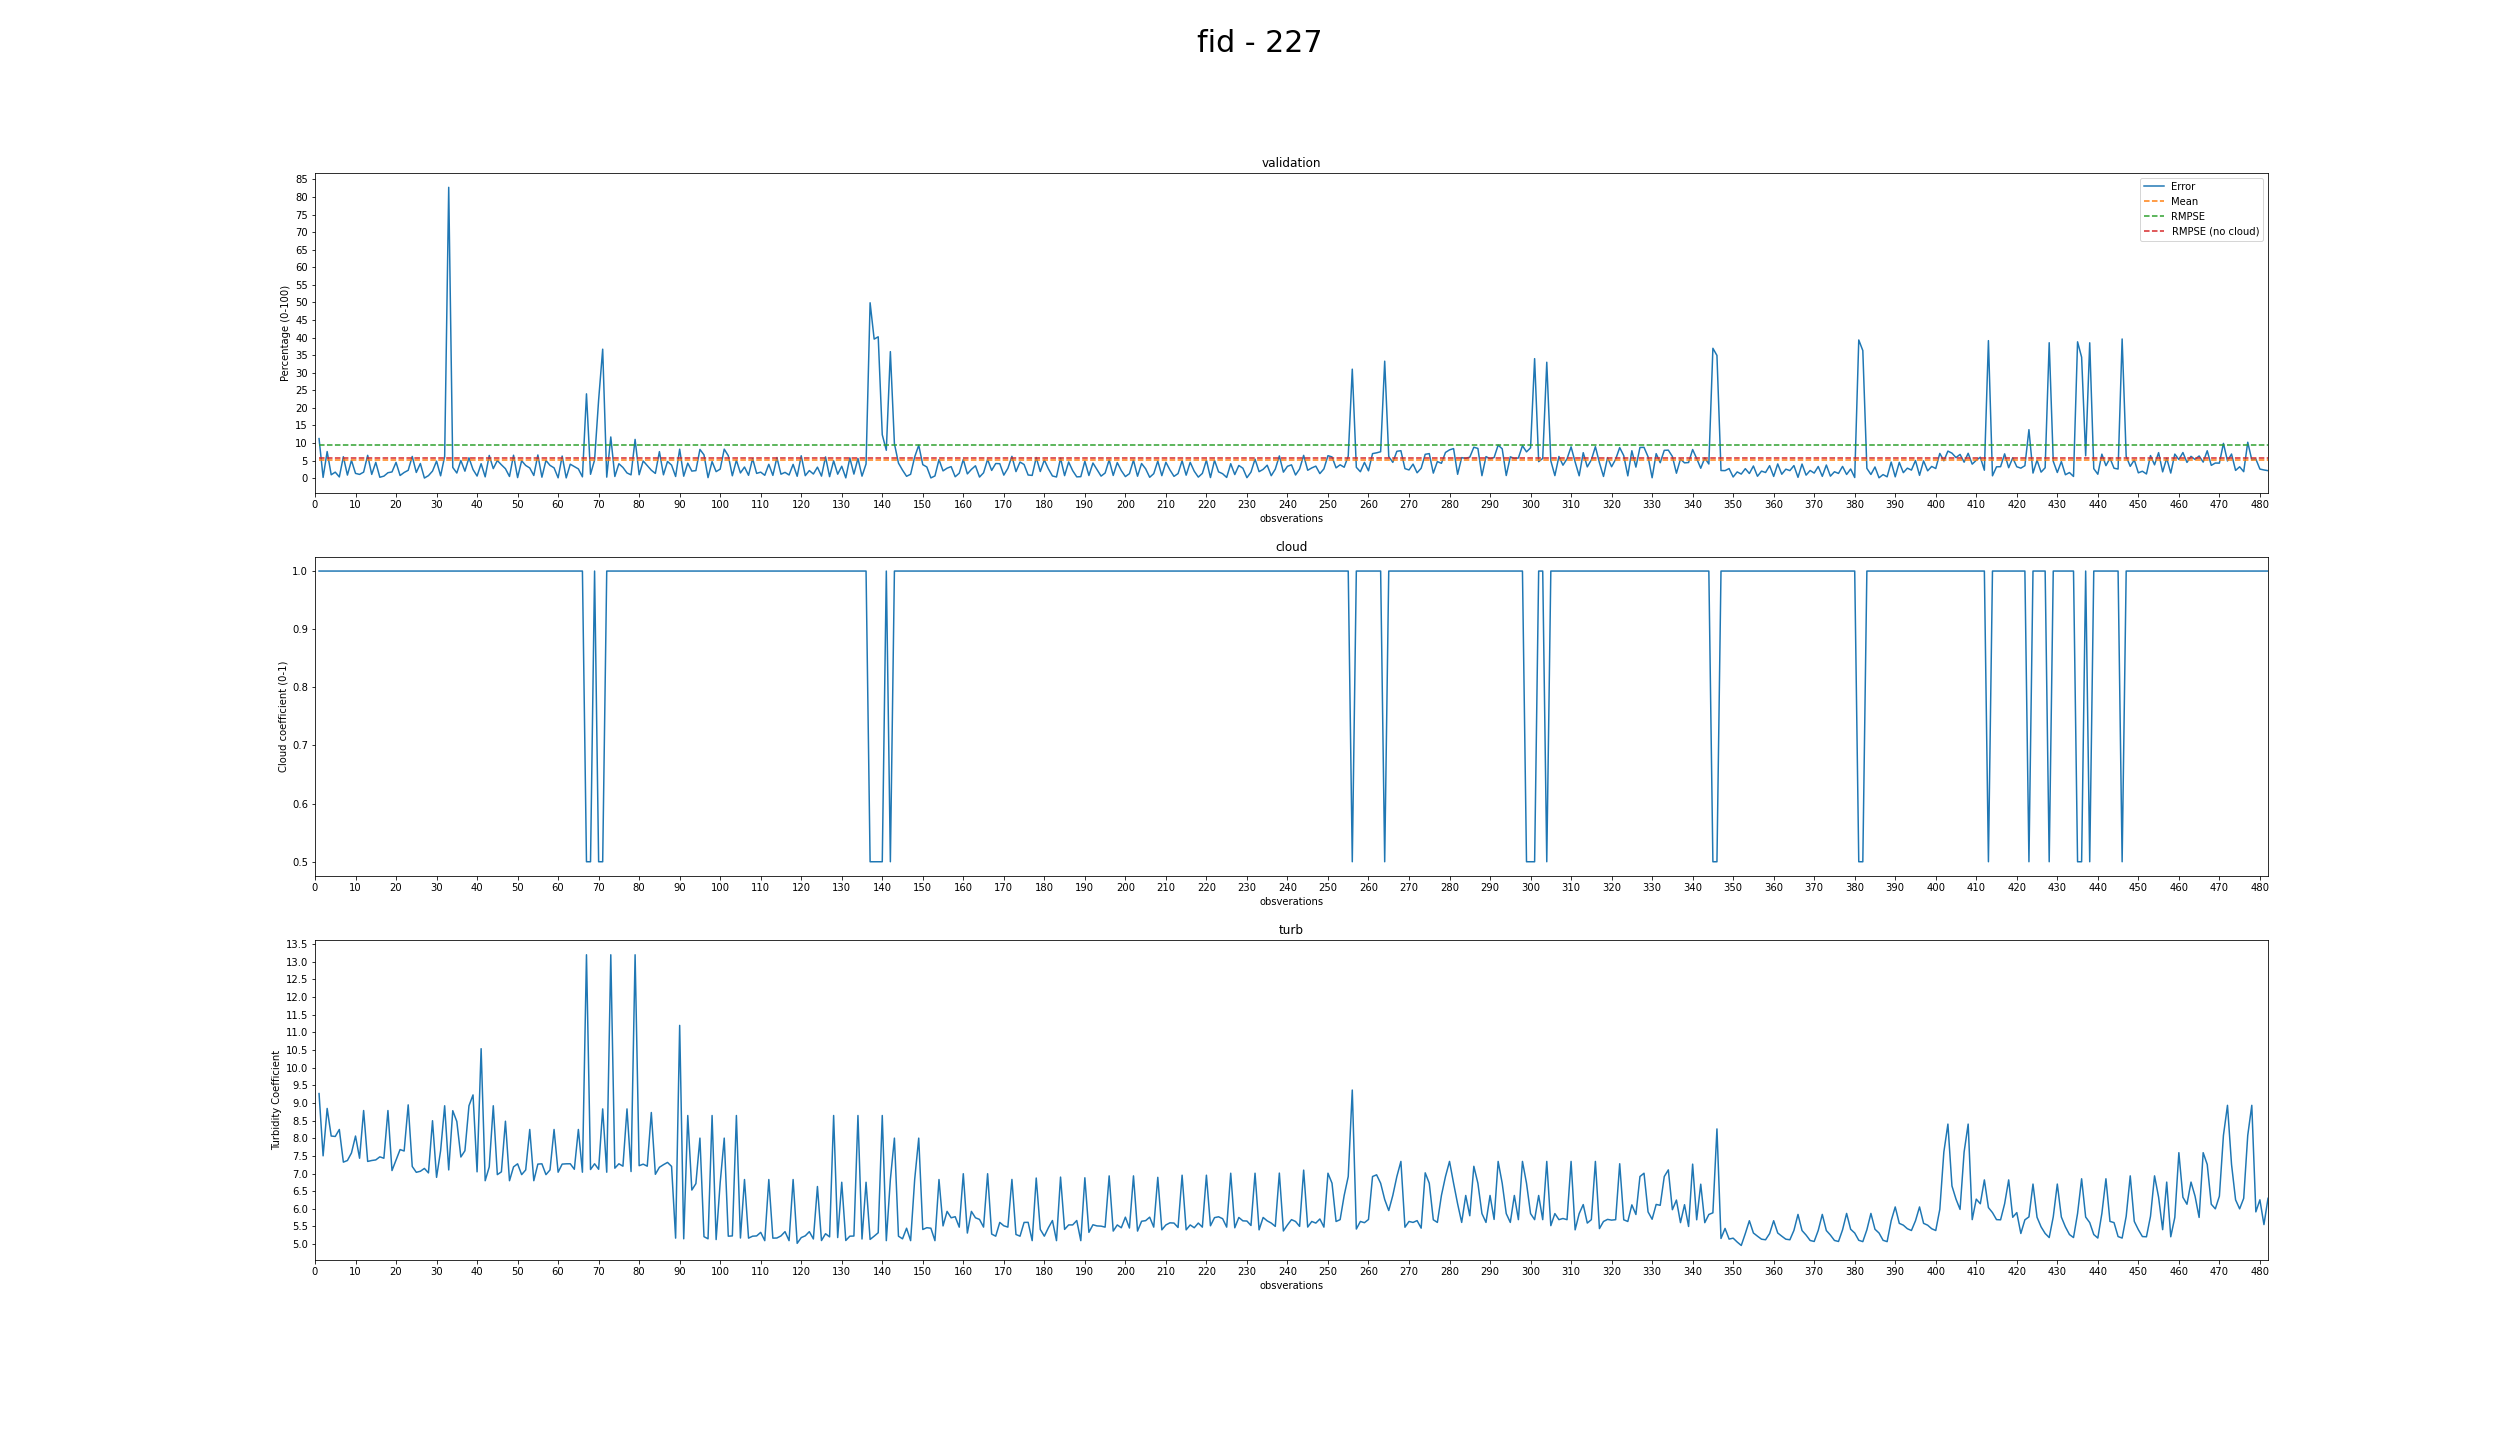 fid - 227
validation
85
80
75
70
65
60
55
50
45
40
35
30
25
20
15
10
5
0
Percentage (0-100)
Error
Mean
RMPSE
RMPSE (no cloud)
0 10 20 30 40 50 60 70 80 90 100 110 120 130 140 150 160 170 180 190 200 210 220 230 240 250 260 270 280 290 300 310 320 330 340 350 360 370 380 390 400 410 420 430 440 450 460 470 480
obsverations
cloud
1.0
0.9
0.8
0.7
0.6
0.5
Cloud coefficient (0-1)
0 10 20 30 40 50 60 70 80 90 100 110 120 130 140 150 160 170 180 190 200 210 220 230 240 250 260 270 280 290 300 310 320 330 340 350 360 370 380 390 400 410 420 430 440 450 460 470 480
obsverations
turb
13.5
13.0
12.5
12.0
11.5
11.0
10.5
10.0
9.5
9.0
8.5
8.0
7.5
7.0
6.5
6.0
5.5
5.0
Turbidity Coefficient
0 10 20 30 40 50 60 70 80 90 100 110 120 130 140 150 160 170 180 190 200 210 220 230 240 250 260 270 280 290 300 310 320 330 340 350 360 370 380 390 400 410 420 430 440 450 460 470 480
obsverations